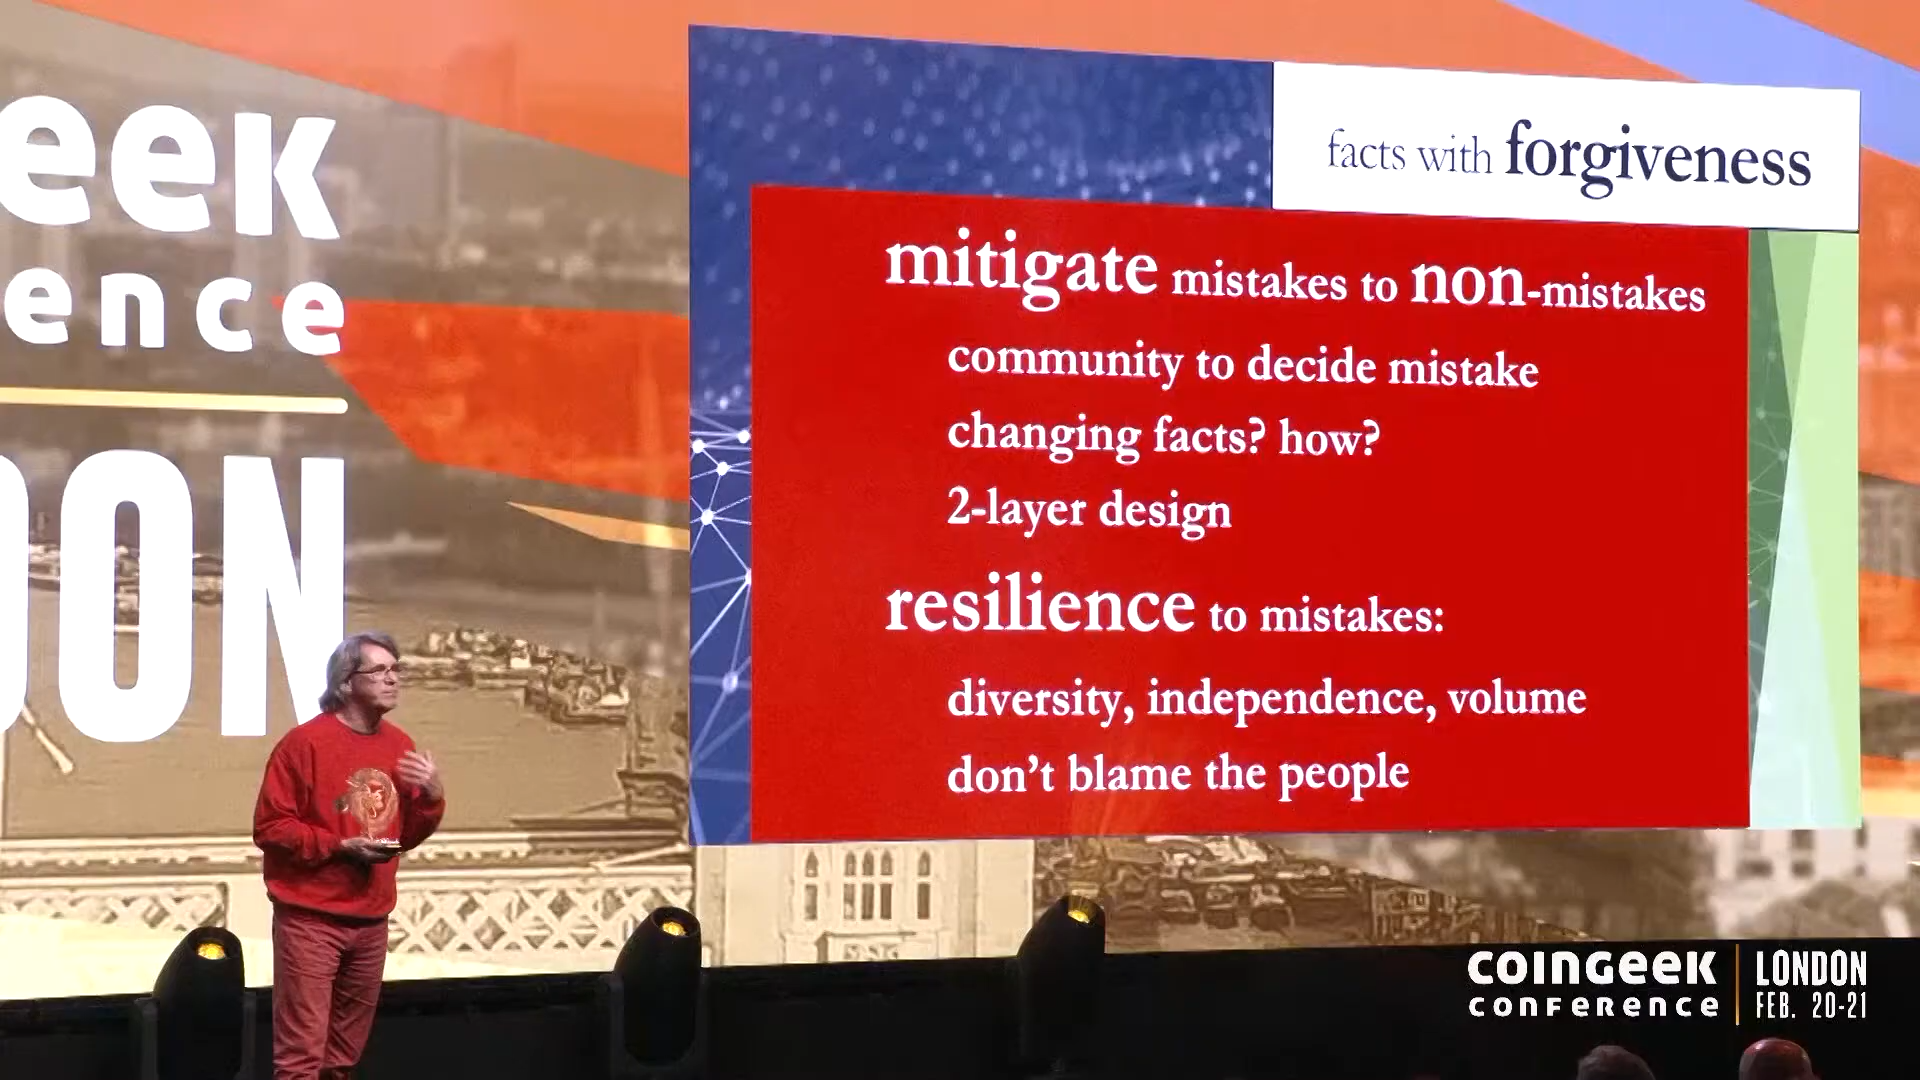 eek
ence
DON
facts with forgiveness
mitigate mistakes to non-mistakes
community to decide mistake
changing facts? how?
2-layer design
resilience to mistakes:
diversity, independence, volume
don't blame the people
COINGEEK
CONFERENCE
LONDON
FEB. 20-21